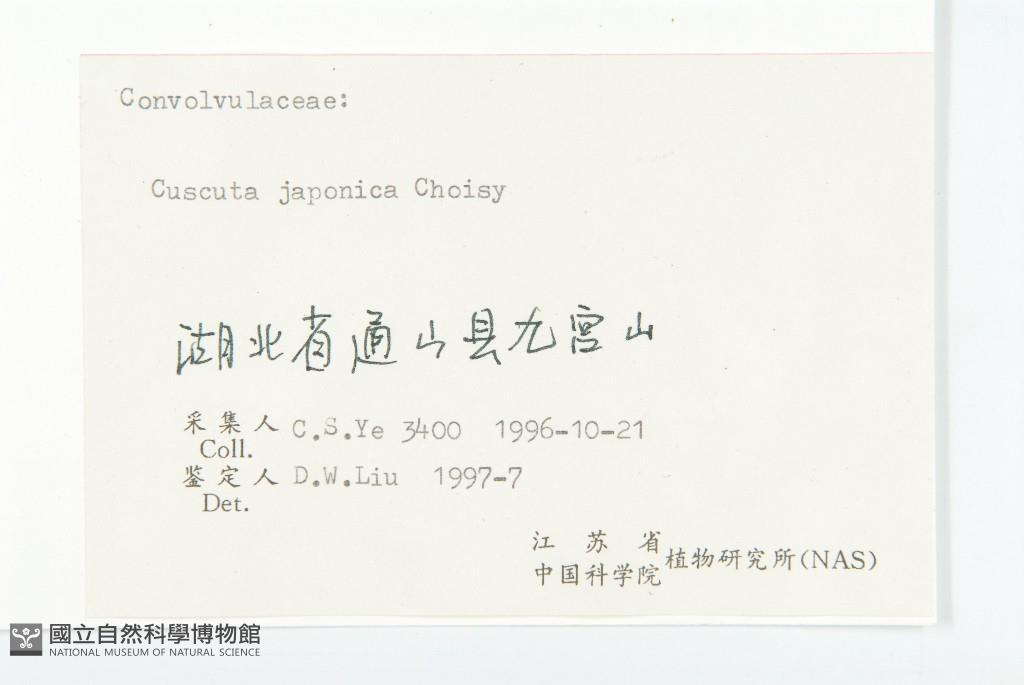 Convolvulaceae:
Cuscuta japonica Choisy
湖北省通山县九宫山
采集人 C.S.Ye 3400 1996-10-21
Coll.
鉴定人 D.W.Liu 1997-7
Det.
江苏省
中国科学院植物研究所(NAS)
國立自然科學博物館
NATIONAL MUSEUM OF NATURAL SCIENCE